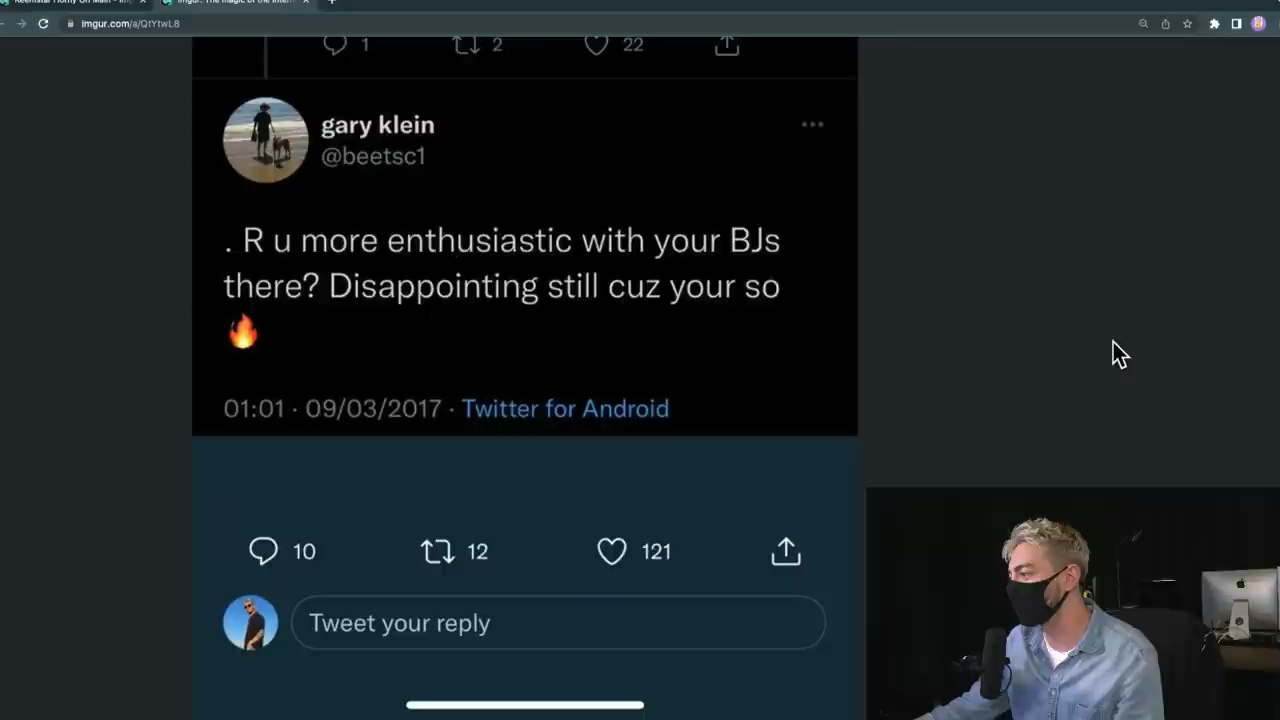 imgur.com/a/QtYtwL8
1 2 22
gary klein
@beetsc1
. R u more enthusiastic with your BJs
there? Disappointing still cuz your so
🔥
01:01 · 09/03/2017 · Twitter for Android
10 12 121
Tweet your reply